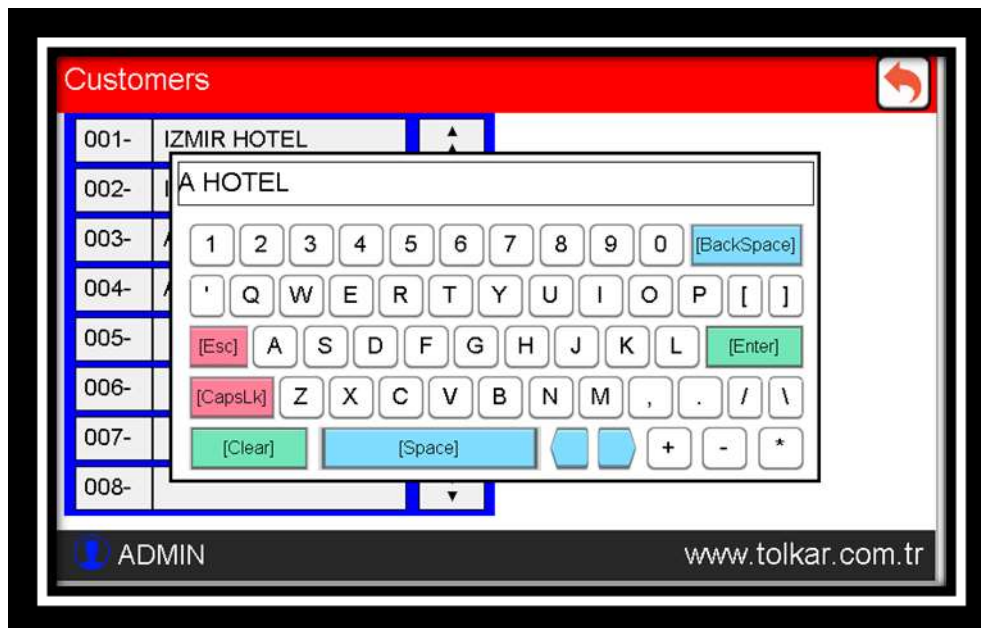 Customers
001- IZMIR HOTEL
002- I
A HOTEL
003- A
1 2 3 4 5 6 7 8 9 0 [BackSpace]
004- A
' Q W E R T Y U I O P [ ]
005-
[Esc] A S D F G H J K L [Enter]
006-
[CapsLk] Z X C V B N M , . / \
007-
[Clear] [Space] + - *
008-
ADMIN www.tolkar.com.tr